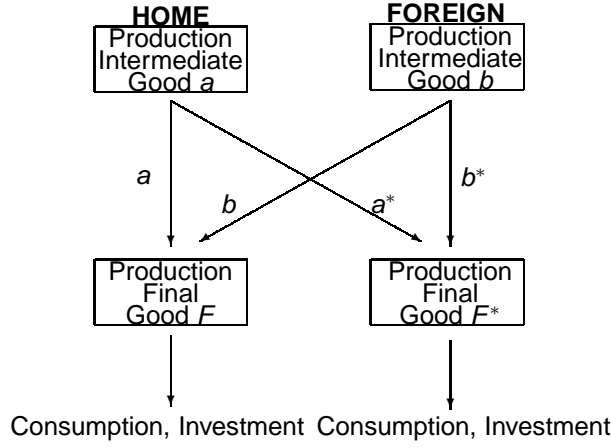 HOME
Production
Intermediate
Good a
FOREIGN
Production
Intermediate
Good b
a
b
a*
b*
Production
Final
Good F
Production
Final
Good F*
Consumption, Investment
Consumption, Investment